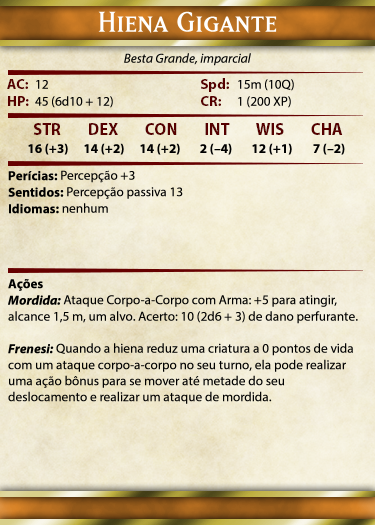 Hiena Gigante
Besta Grande, imparcial
AC: 12 Spd: 15m (10Q)
HP: 45 (6d10 + 12) CR: 1 (200 XP)
STR DEX CON INT WIS CHA
16 (+3) 14 (+2) 14 (+2) 2 (–4) 12 (+1) 7 (–2)
Perícias: Percepção +3
Sentidos: Percepção passiva 13
Idiomas: nenhum
Ações
Mordida: Ataque Corpo-a-Corpo com Arma: +5 para atingir,
alcance 1,5 m, um alvo. Acerto: 10 (2d6 + 3) de dano perfurante.
Frenesi: Quando a hiena reduz uma criatura a 0 pontos de vida
com um ataque corpo-a-corpo no seu turno, ela pode realizar
uma ação bônus para se mover até metade do seu
deslocamento e realizar um ataque de mordida.